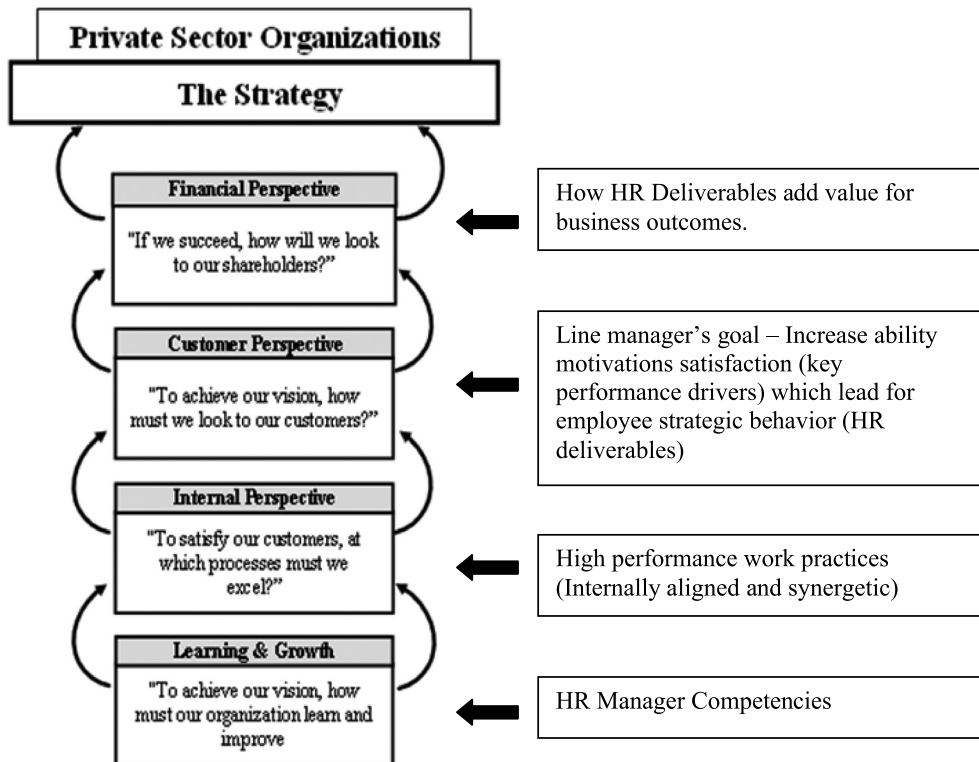 Private Sector Organizations
The Strategy
Financial Perspective
"If we succeed, how will we look
to our shareholders?”
How HR Deliverables add value for
business outcomes.
Customer Perspective
"To achieve our vision, how
must we look to our customers?”
Line manager’s goal – Increase ability
motivations satisfaction (key
performance drivers) which lead for
employee strategic behavior (HR
deliverables)
Internal Perspective
"To satisfy our customers, at
which processes must we
excel?”
High performance work practices
(Internally aligned and synergetic)
Learning & Growth
"To achieve our vision, how
must our organization learn and
improve
HR Manager Competencies